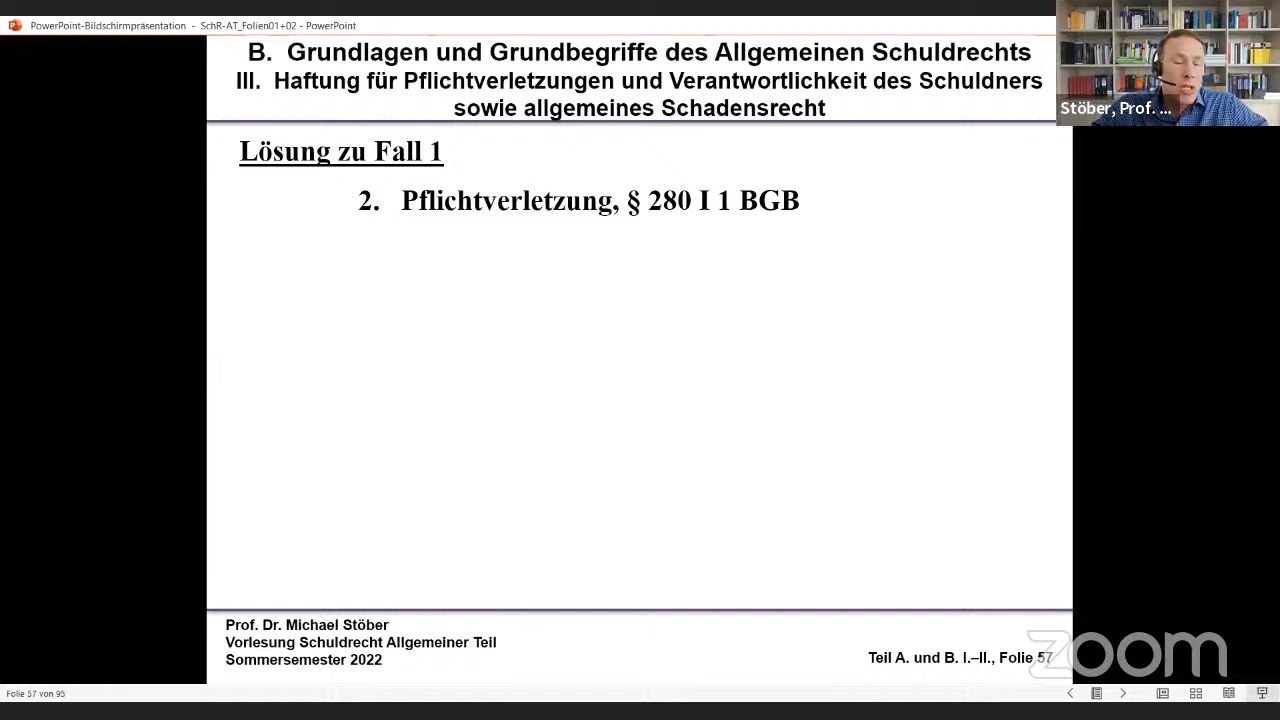 PowerPoint-Bildschirmpräsentation - SchR-AT_Folien01+02 - PowerPoint
B. Grundlagen und Grundbegriffe des Allgemeinen Schuldrechts
III. Haftung für Pflichtverletzungen und Verantwortlichkeit des Schuldners
sowie allgemeines Schadensrecht
Stöber, Prof. ...
Lösung zu Fall 1
2. Pflichtverletzung, § 280 I 1 BGB
Prof. Dr. Michael Stöber
Vorlesung Schuldrecht Allgemeiner Teil
Sommersemester 2022
Teil A. und B. I.–II., Folie 57
zoom
Folie 57 von 95